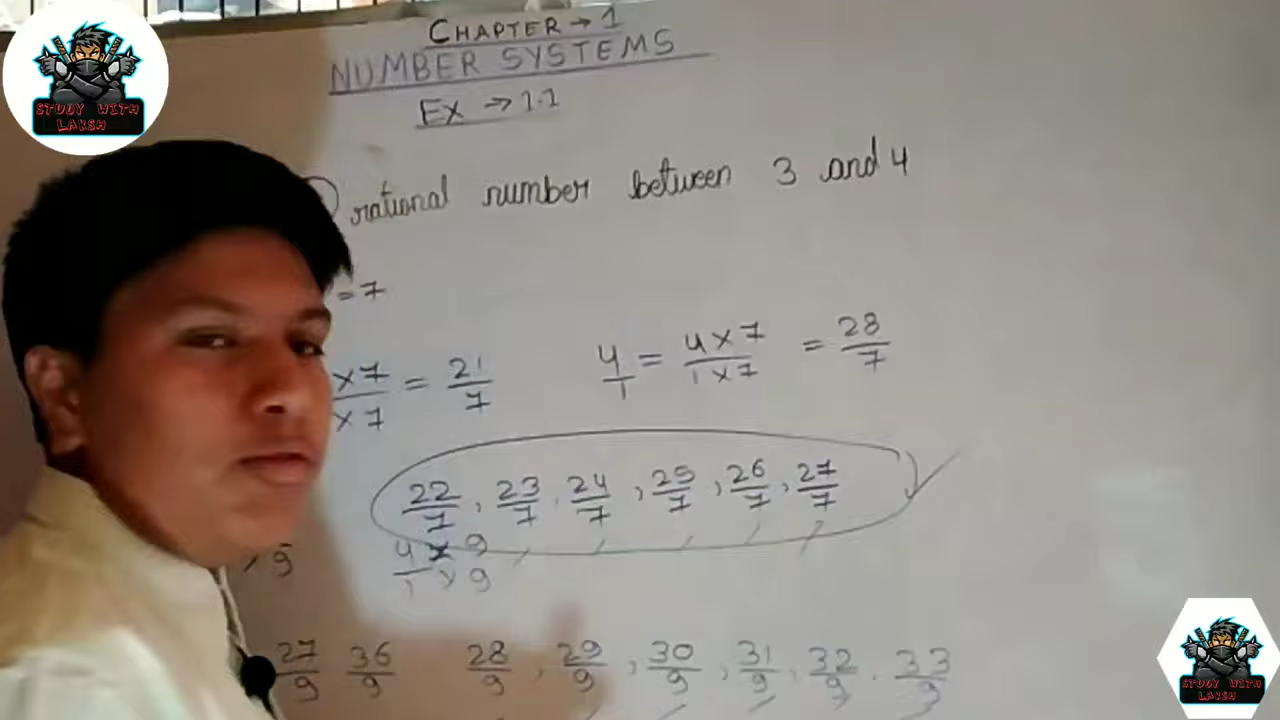 CHAPTER → 1
NUMBER SYSTEMS
EX → 1.1
rational number between 3 and 4
= 7
×7/×7 = 21/7
4/1 = 4×7/1×7 = 28/7
22/7, 23/7, 24/7, 25/7, 26/7, 27/7
9
4×9/1×9
27/9 36/9 28/9, 29/9, 30/9, 31/9, 32/9, 33/9
STUDY WITH
LAKSH
STUDY WITH
LAKSH